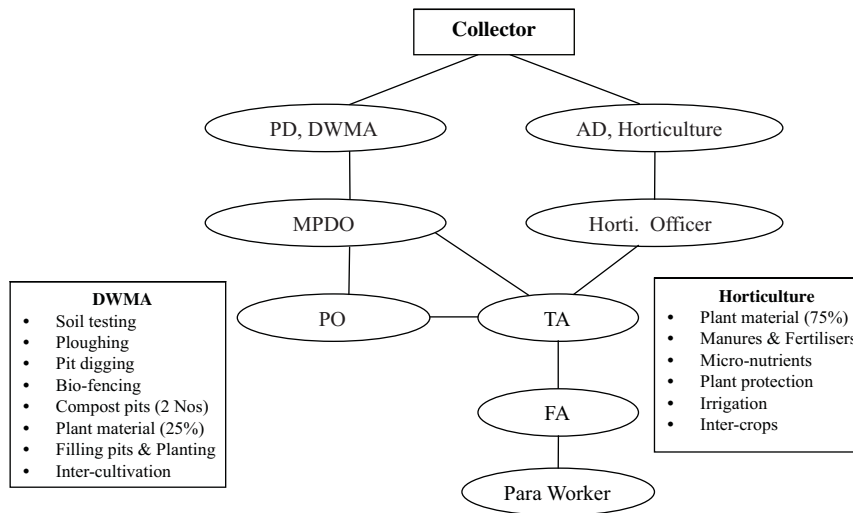 Collector
PD, DWMA
AD, Horticulture
MPDO
Horti. Officer
DWMA
• Soil testing
• Ploughing
• Pit digging
• Bio-fencing
• Compost pits (2 Nos)
• Plant material (25%)
• Filling pits & Planting
• Inter-cultivation
PO
TA
Horticulture
• Plant material (75%)
• Manures & Fertilisers
• Micro-nutrients
• Plant protection
• Irrigation
• Inter-crops
FA
Para Worker